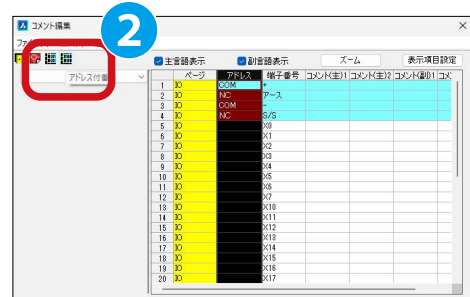 コメント編集
2
ファ
主言語表示 副言語表示 ズーム 表示項目設定
アドレス付番
ページ アドレス 端子番号 コメント(主)1 コメント(主)2 コメント(副)1 コメ
1 IO COM +
2 IO NC アース
3 IO COM -
4 IO NC S/S
5 IO X0
6 IO X1
7 IO X2
8 IO X3
9 IO X4
10 IO X5
11 IO X6
12 IO X7
13 IO X10
14 IO X11
15 IO X12
16 IO X13
17 IO X14
18 IO X15
19 IO X16
20 IO X17